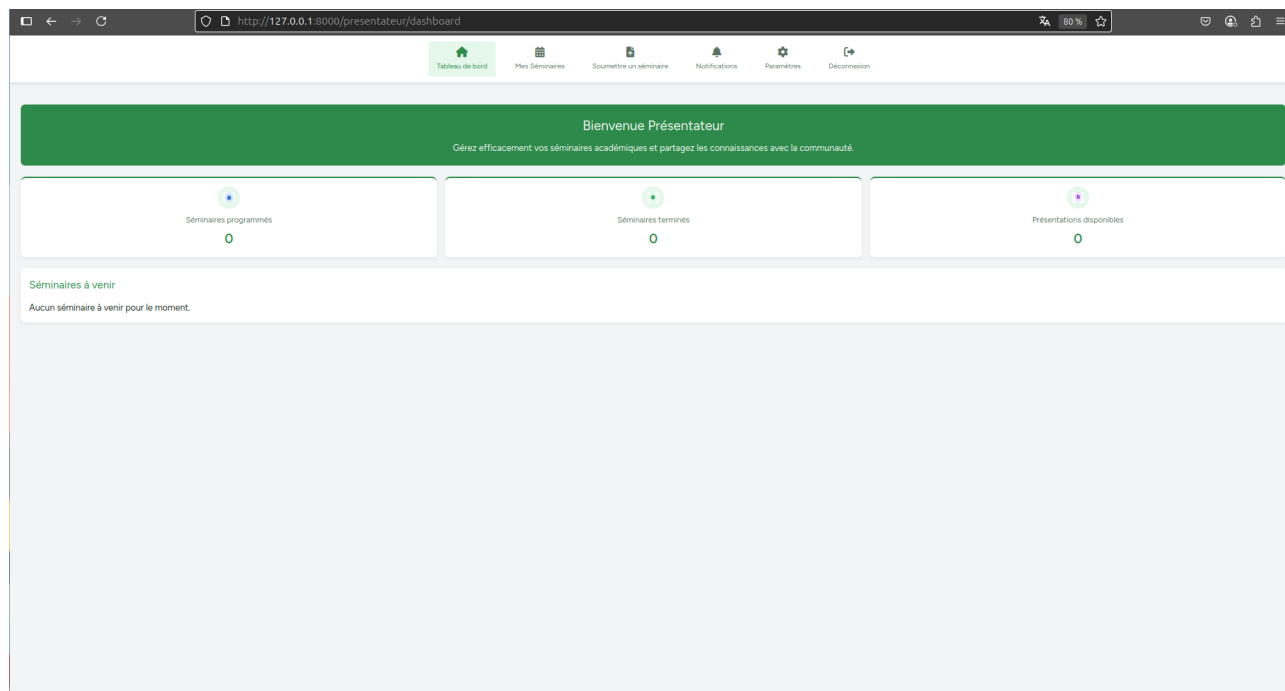 http://127.0.0.1:8000/presentateur/dashboard
80 %
Tableau de bord
Mes Séminaires
Soumettre un séminaire
Notifications
Paramètres
Déconnexion
Bienvenue Présentateur
Gérez efficacement vos séminaires académiques et partagez les connaissances avec la communauté.
Séminaires programmés
0
Séminaires terminés
0
Présentations disponibles
0
Séminaires à venir
Aucun séminaire à venir pour le moment.